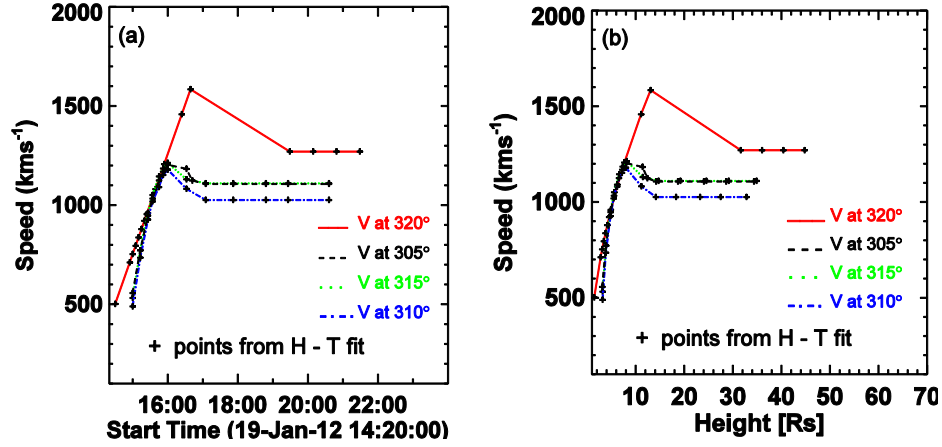 2000
1500
1000
500
Speed (kms-1)
(a)
V at 320°
V at 305°
V at 315°
V at 310°
+ points from H - T fit
16:00 18:00 20:00 22:00
Start Time (19-Jan-12 14:20:00)
2000
1500
1000
500
Speed (kms-1)
(b)
V at 320°
V at 305°
V at 315°
V at 310°
+ points from H - T fit
10 20 30 40 50 60 70
Height [Rs]